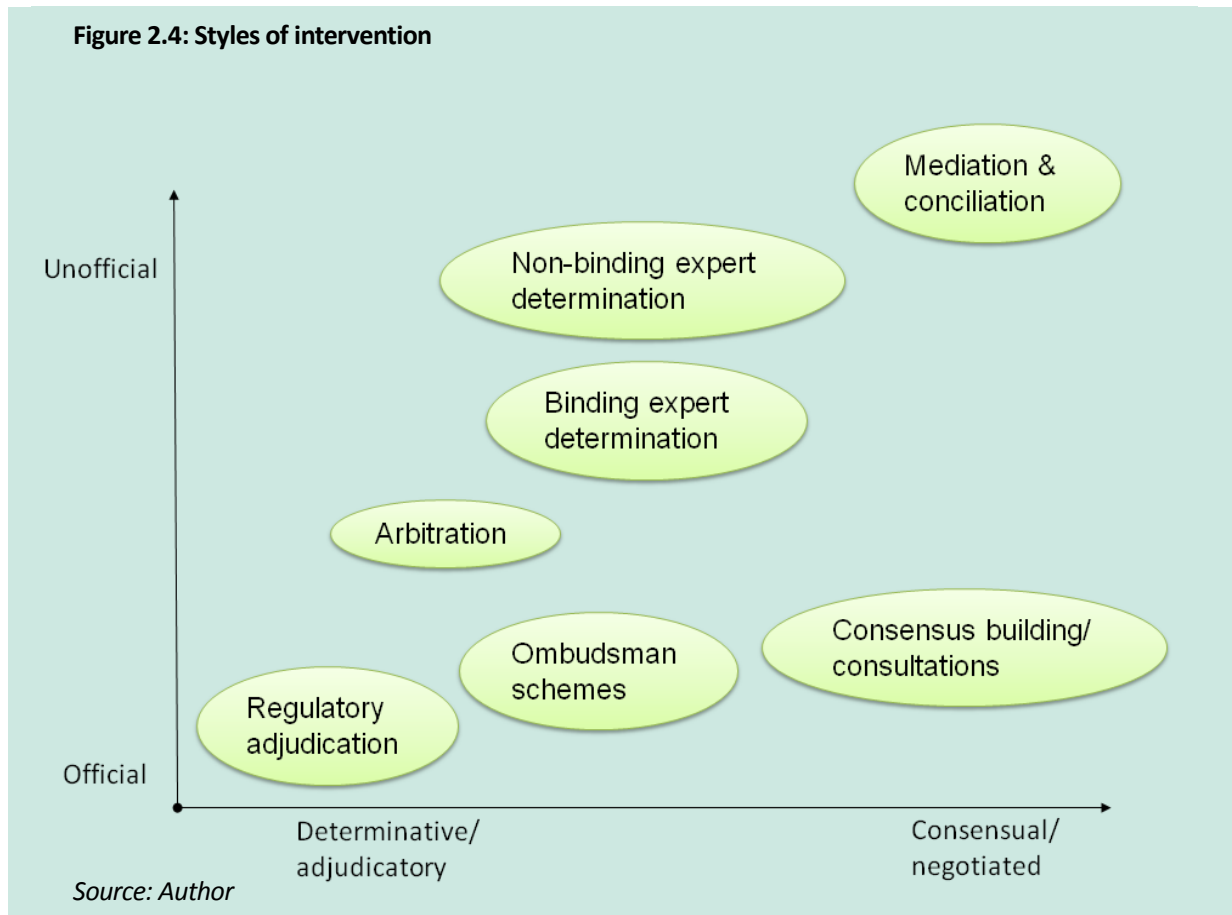 Figure 2.4: Styles of intervention
Mediation &
conciliation
Unofficial
Non-binding expert
determination
Binding expert
determination
Arbitration
Consensus building/
consultations
Ombudsman
schemes
Regulatory
adjudication
Official
Determinative/
adjudicatory
Consensual/
negotiated
Source: Author